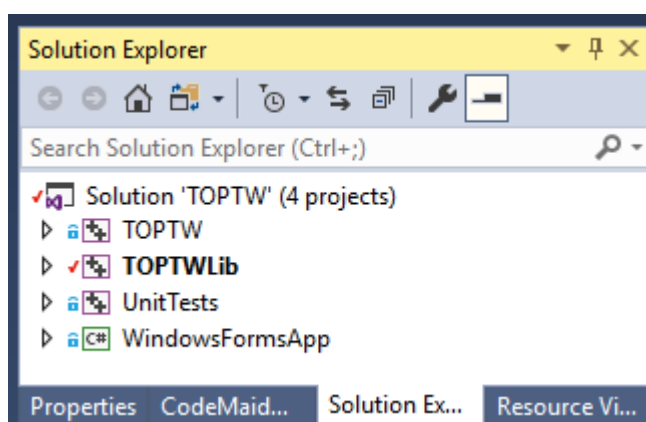 Solution Explorer
Search Solution Explorer (Ctrl+;)
Solution 'TOPTW' (4 projects)
TOPTW
TOPTWLib
UnitTests
C# WindowsFormsApp
Properties CodeMaid... Solution Ex... Resource Vi...